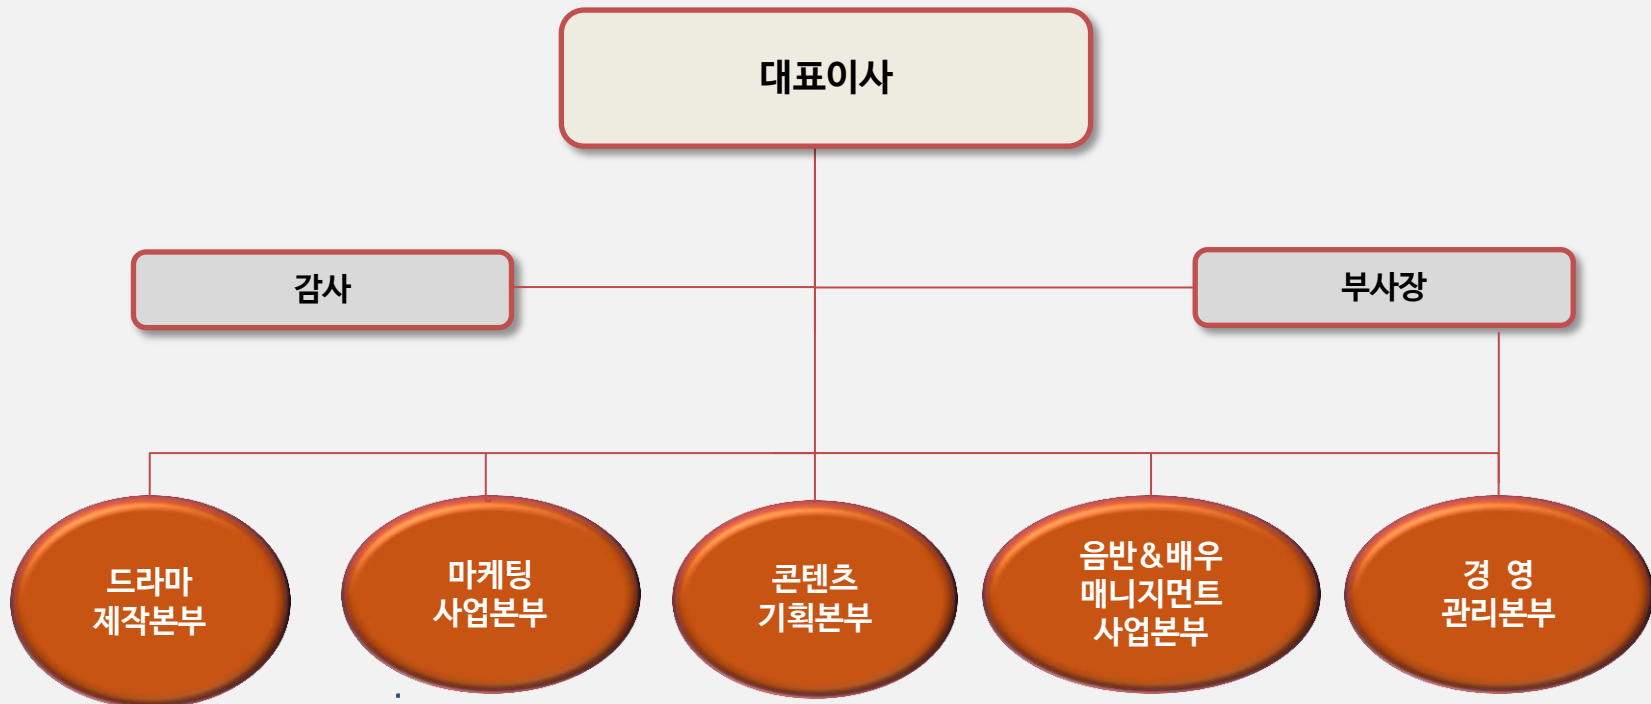 대표이사
감사
부사장
드라마
제작본부
마케팅
사업본부
콘텐츠
기획본부
음반&배우
매니지먼트
사업본부
경 영
관리본부